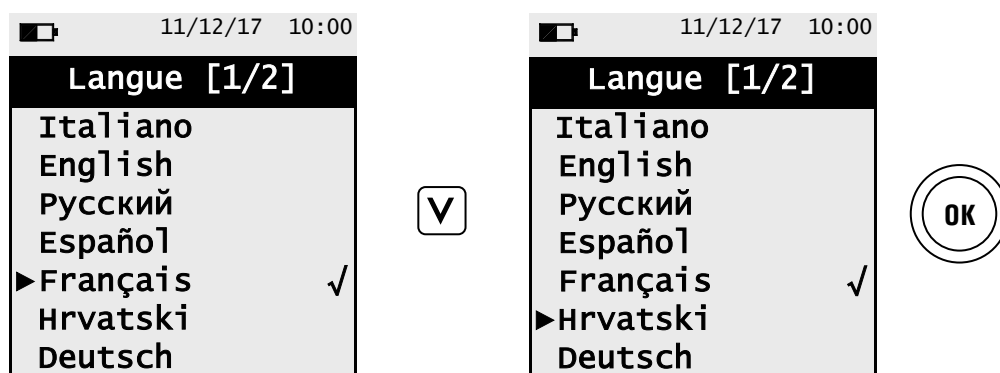 11/12/17 10:00
Langue [1/2]
Italiano
English
Русский
Español
►Français √
Hrvatski
Deutsch
V
11/12/17 10:00
Langue [1/2]
Italiano
English
Русский
Español
Français √
►Hrvatski
Deutsch
OK